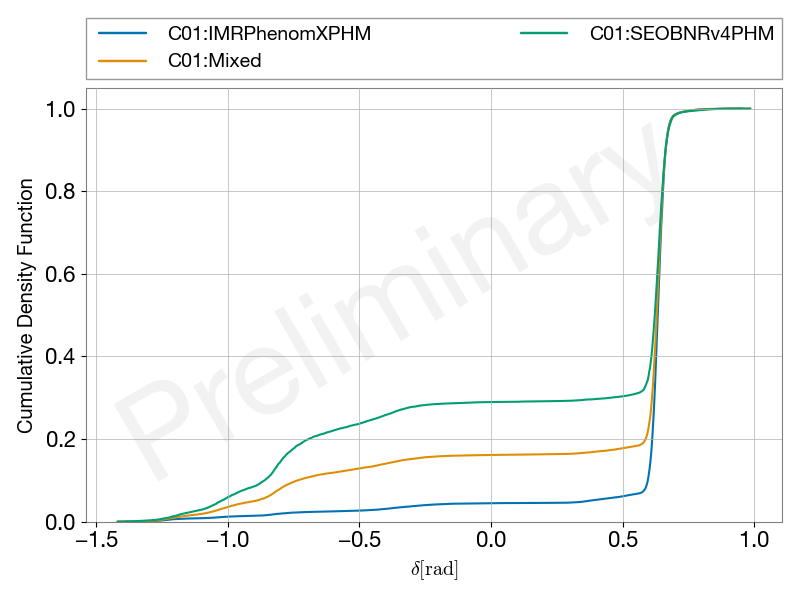 C01:IMRPhenomXPHM
C01:Mixed
C01:SEOBNRv4PHM
Preliminary
Cumulative Density Function
1.0
0.8
0.6
0.4
0.2
0.0
−1.5 −1.0 −0.5 0.0 0.5 1.0
δ[rad]